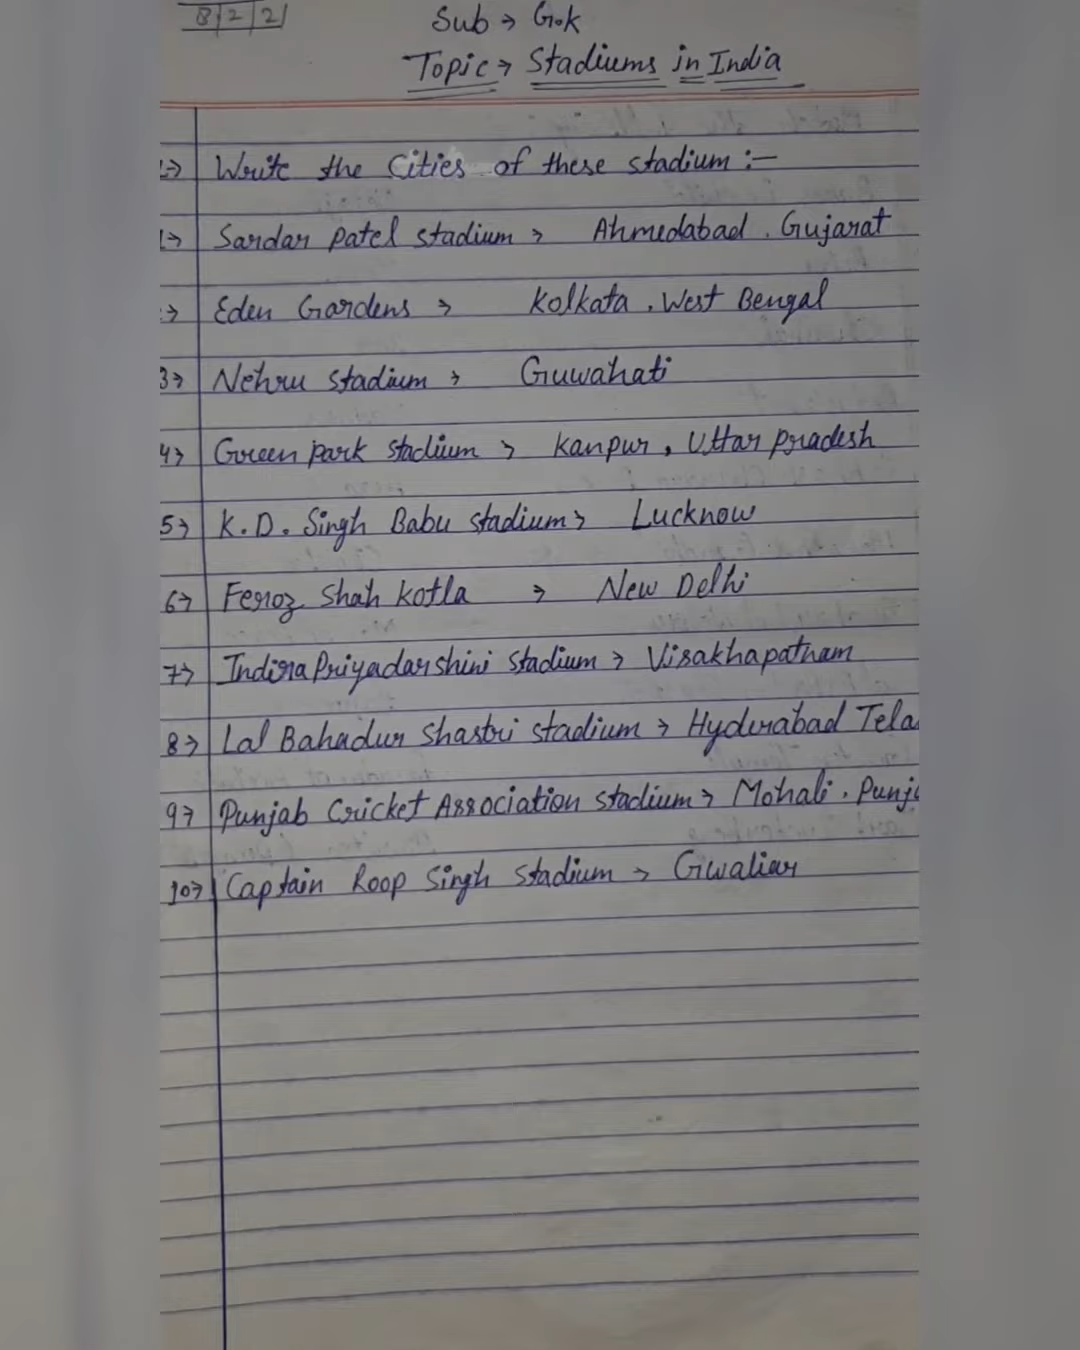 8/2/21
Sub → G.K
Topic → Stadiums in India
→ Write the Cities of these stadium :-
1→ Sardar Patel stadium → Ahmedabad . Gujarat
→ Eden Gardens → Kolkata . West Bengal
3→ Nehru stadium → Guwahati
4→ Green park stadium → Kanpur , Uttar pradesh
5→ K.D. Singh Babu stadium → Lucknow
6→ Feroz Shah Kotla → New Delhi
7→ Indira Priyadarshini stadium → Visakhapatnam
8→ Lal Bahadur Shastri stadium → Hyderabad Tela
9→ Punjab Cricket Association stadium → Mohali . Punj
10→ Captain Roop Singh stadium → Gwaliar